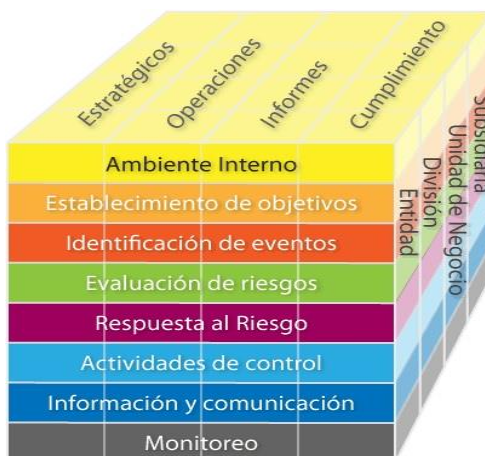 Estratégicos
Operaciones
Informes
Cumplimiento
Ambiente Interno
Establecimiento de objetivos
Identificación de eventos
Evaluación de riesgos
Respuesta al Riesgo
Actividades de control
Información y comunicación
Monitoreo
Entidad
División
Unidad de Negocio
Subsidiaria